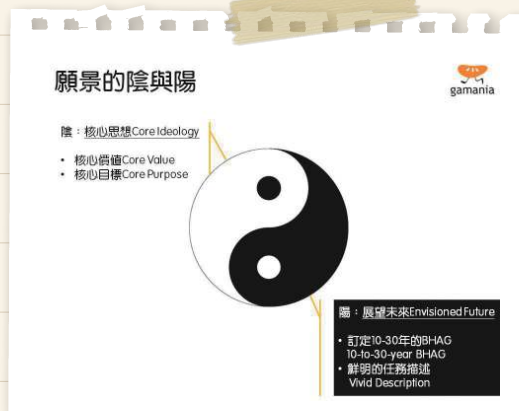 願景的陰與陽
gamania
陰：核心思想Core Ideology
• 核心價值Core Value
• 核心目標Core Purpose
陽：展望未來Envisioned Future
• 訂定10-30年的BHAG
10-to-30-year BHAG
• 鮮明的任務描述
Vivid Description